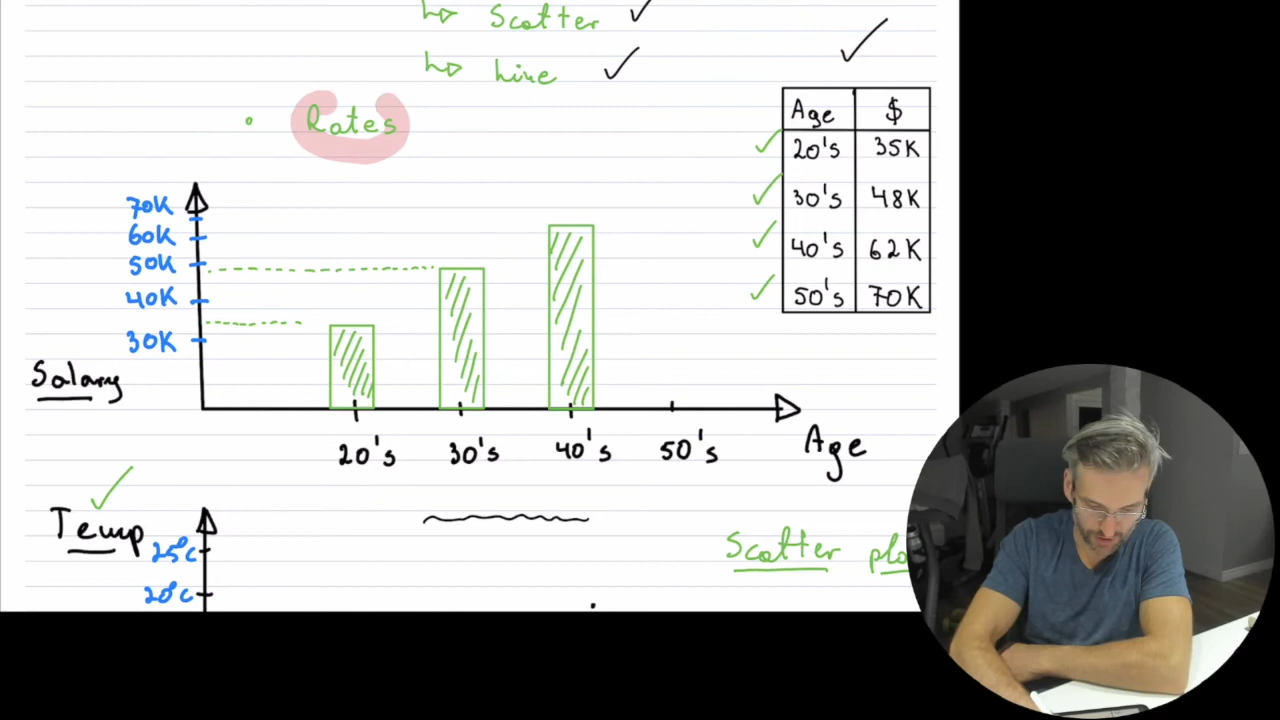 Scatter
Line
Rates
Age $
20's 35K
30's 48K
40's 62K
50's 70K
70K
60K
50K
40K
30K
Salary
20's 30's 40's 50's
Age
Temp
25°C
20°C
Scatter